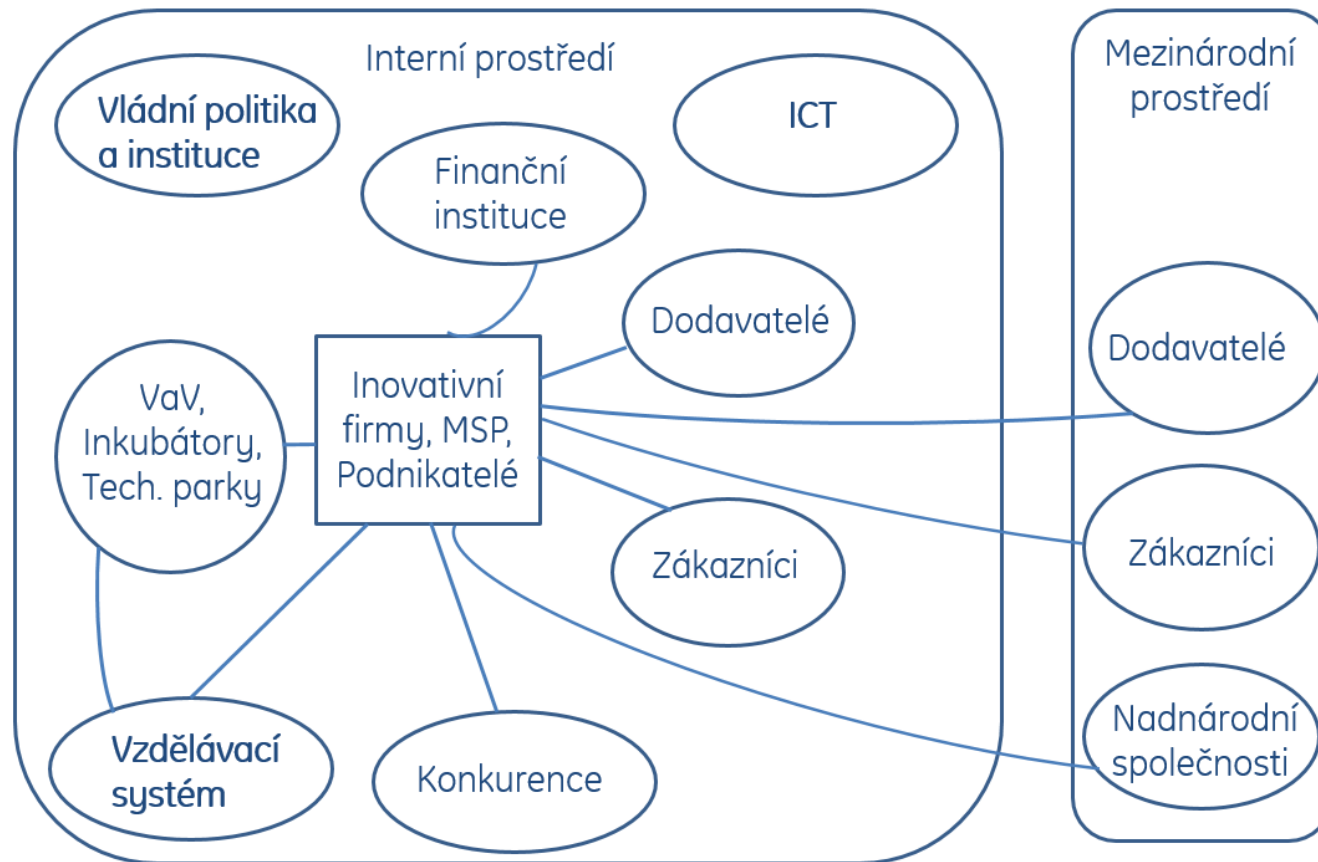 Interní prostředí
Vládní politika
a instituce
ICT
Finanční
instituce
Dodavatelé
VaV,
Inkubátory,
Tech. parky
Inovativní
firmy, MSP,
Podnikatelé
Zákazníci
Vzdělávací
systém
Konkurence
Mezinárodní
prostředí
Dodavatelé
Zákazníci
Nadnárodní
společnosti